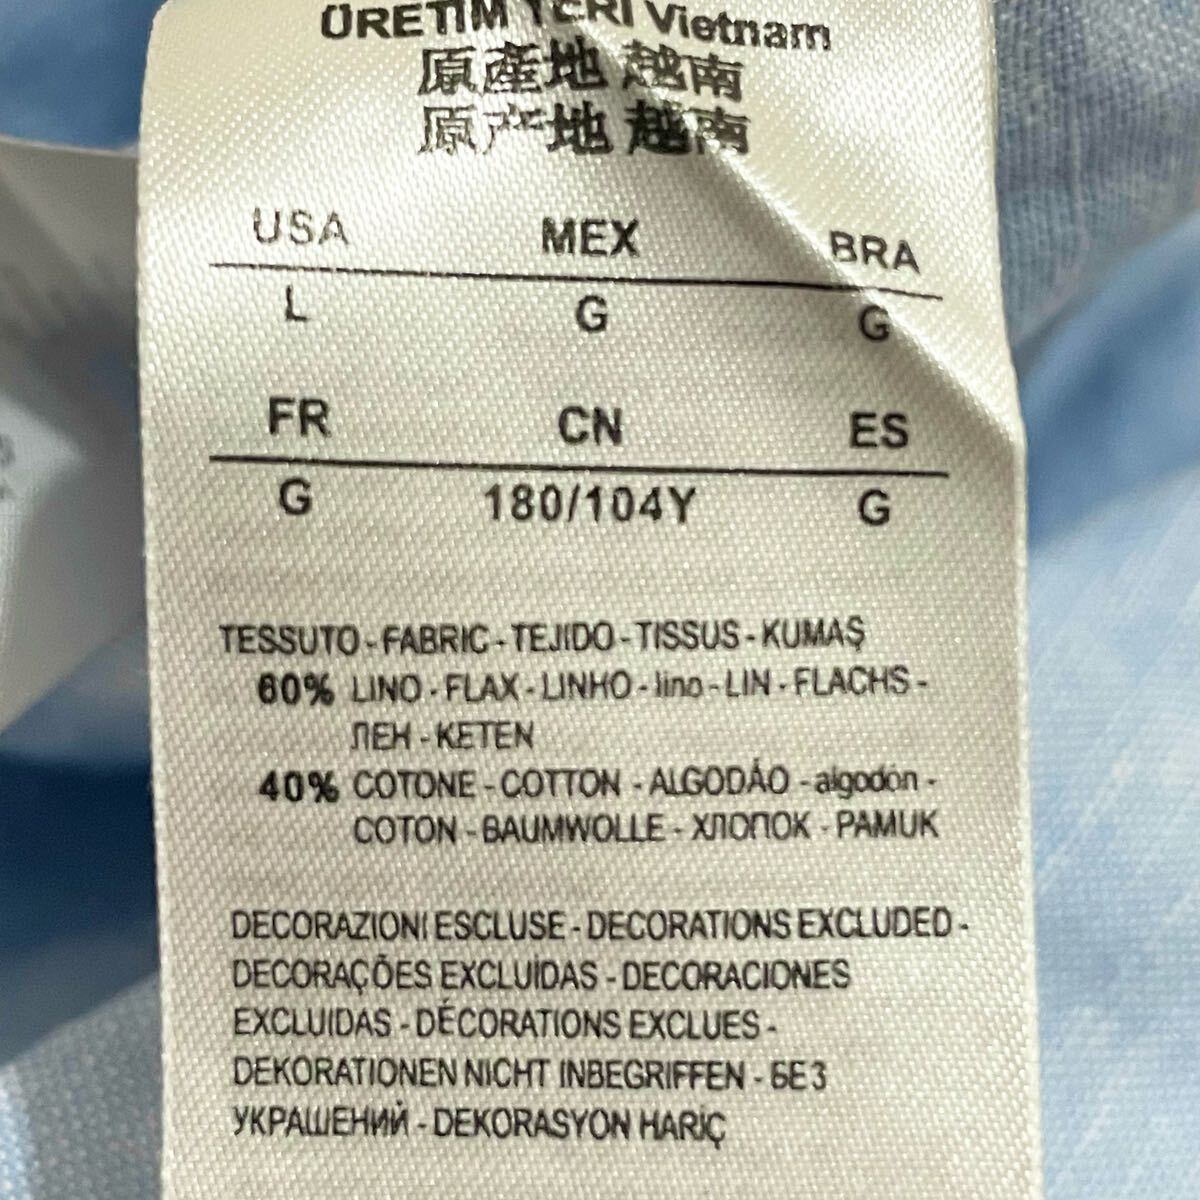 ÜRETİM YERİ Vietnam
原產地 越南
原产地 越南
USA MEX BRA
L G G
FR CN ES
G 180/104Y G
TESSUTO - FABRIC - TEJIDO - TISSUS - KUMAŞ
60% LINO - FLAX - LINHO - lino - LIN - FLACHS -
ЛЕН - KETEN
40% COTONE - COTTON - ALGODÃO - algodón -
COTON - BAUMWOLLE - ХЛОПОК - PAMUK
DECORAZIONI ESCLUSE - DECORATIONS EXCLUDED -
DECORAÇÕES EXCLUÍDAS - DECORACIONES
EXCLUIDAS - DÉCORATIONS EXCLUES -
DEKORATIONEN NICHT INBEGRIFFEN - БЕЗ
УКРАШЕНИЙ - DEKORASYON HARİÇ